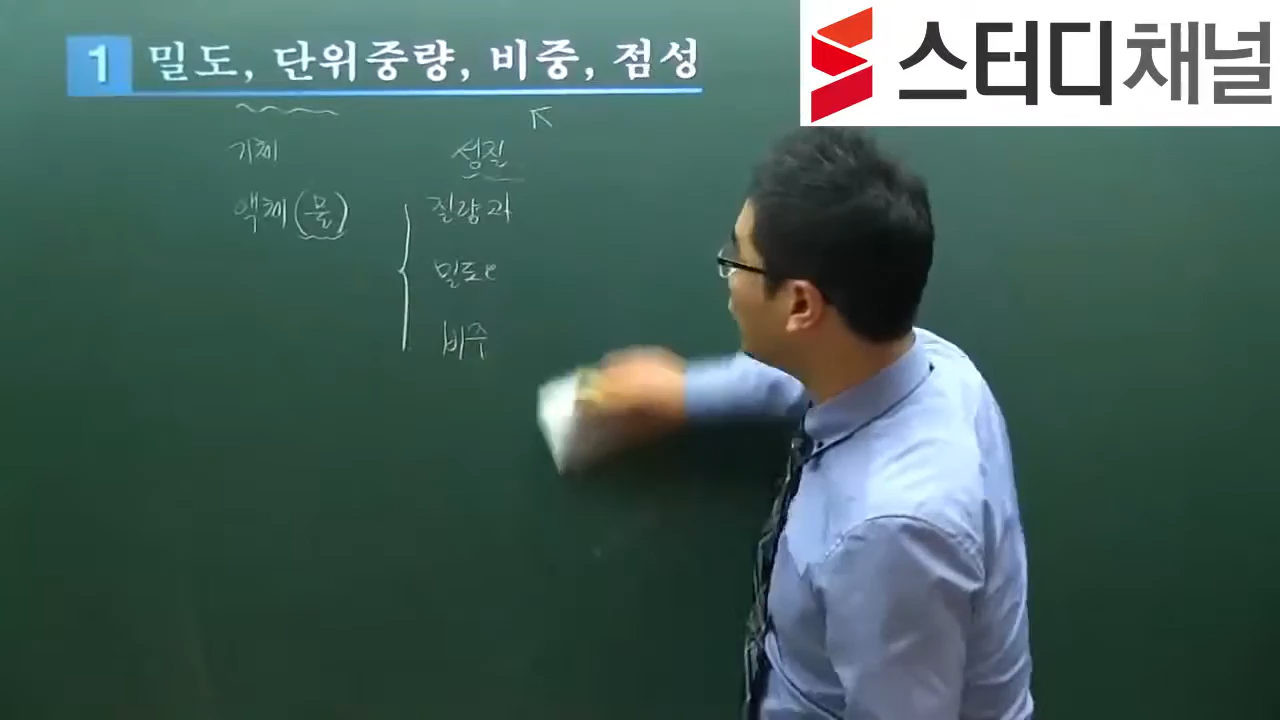 1 밀도, 단위중량, 비중, 점성
스터디채널
기체
성질
액체(물)
질량과
밀도e
비중